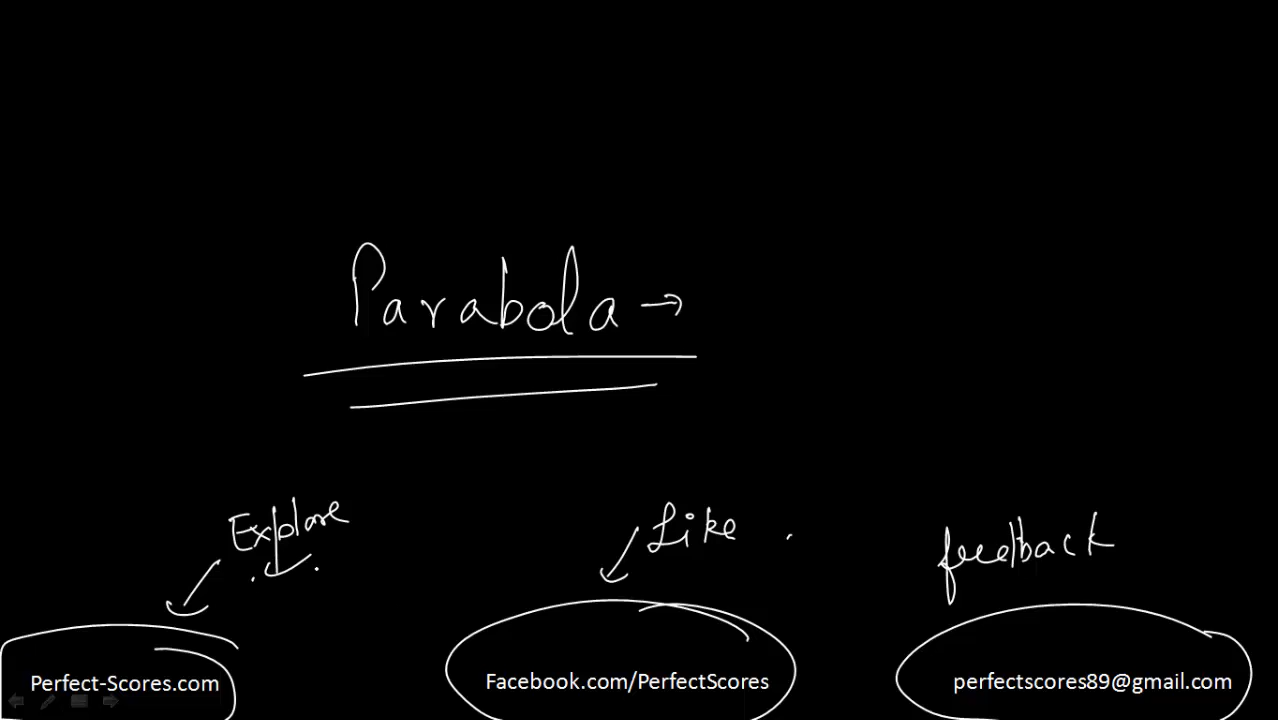 Parabola →
Explore
Like
feedback
Perfect-Scores.com
Facebook.com/PerfectScores
perfectscores89@gmail.com